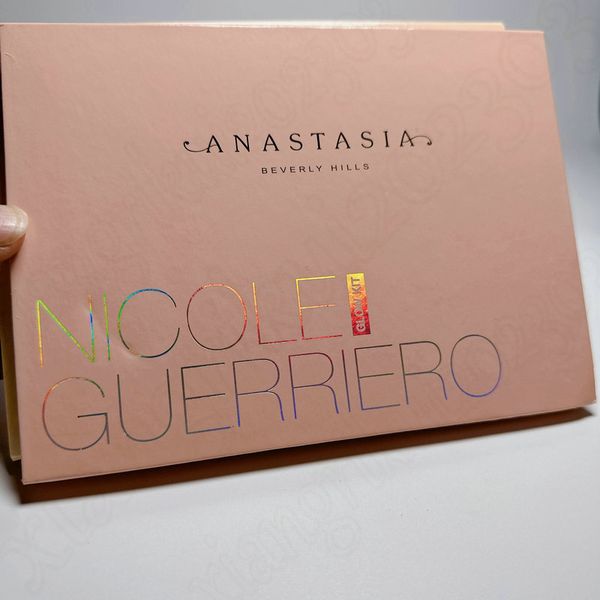 ANASTASIA
BEVERLY HILLS
NICOLE
GLOW KIT
GUERRIERO